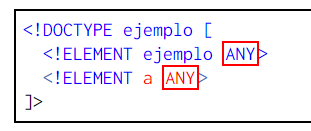 <!DOCTYPE ejemplo [
<!ELEMENT ejemplo ANY>
<!ELEMENT a ANY>
]>